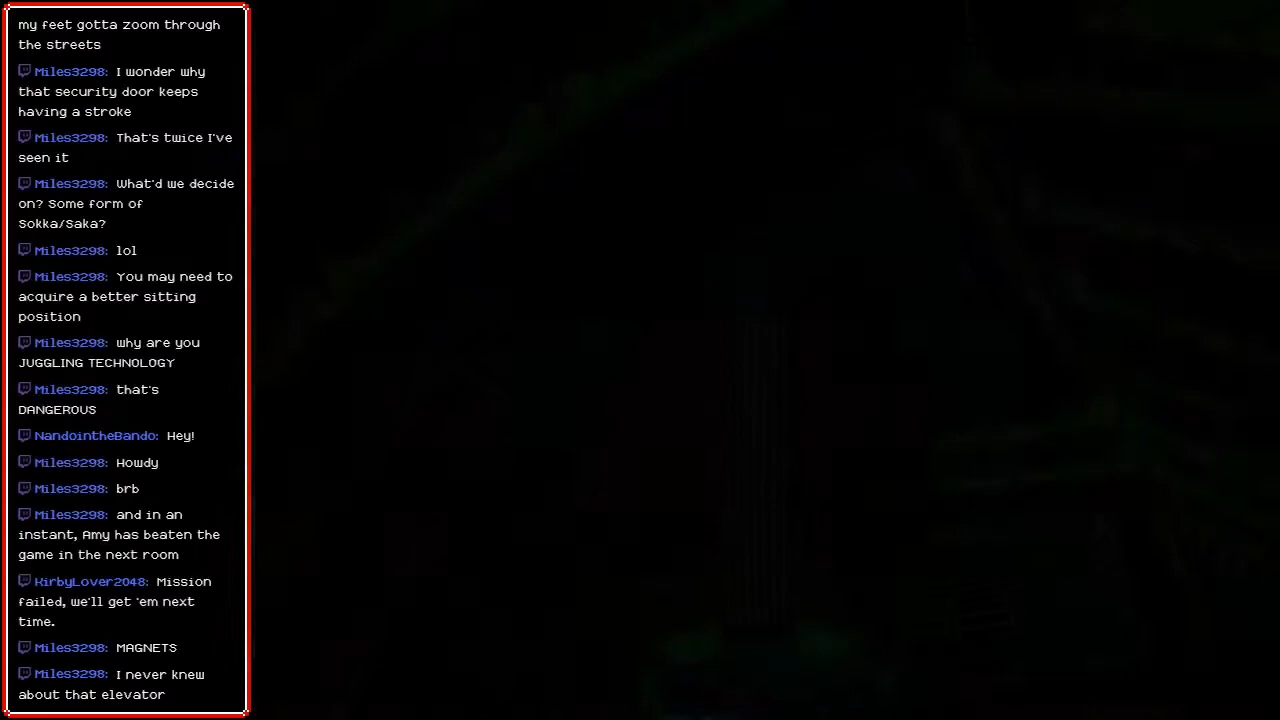 my feet gotta zoom through
the streets
Miles3298: I wonder why
that security door keeps
having a stroke
Miles3298: That's twice I've
seen it
Miles3298: What'd we decide
on? Some form of
Sokka/Saka?
Miles3298: lol
Miles3298: You may need to
acquire a better sitting
position
Miles3298: why are you
JUGGLING TECHNOLOGY
Miles3298: that's
DANGEROUS
NandointheBando: Hey!
Miles3298: Howdy
Miles3298: brb
Miles3298: and in an
instant, Amy has beaten the
game in the next room
KirbyLover2048: Mission
failed, we'll get 'em next
time.
Miles3298: MAGNETS
Miles3298: I never knew
about that elevator